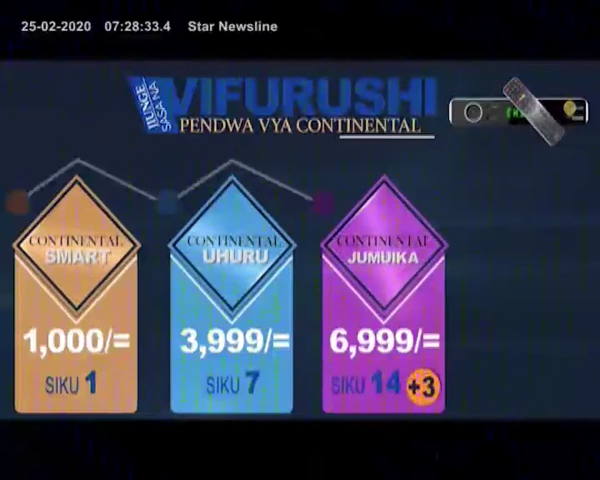 25-02-2020 07:28:33.4 Star Newsline
JIUNGE
SASA NA
VIFURUSHI
PENDWA VYA CONTINENTAL
CONTINENTAL
SMART
1,000/=
SIKU 1
CONTINENTAL
UHURU
3,999/=
SIKU 7
CONTINENTAL
JUMUIKA
6,999/=
SIKU 14 +3